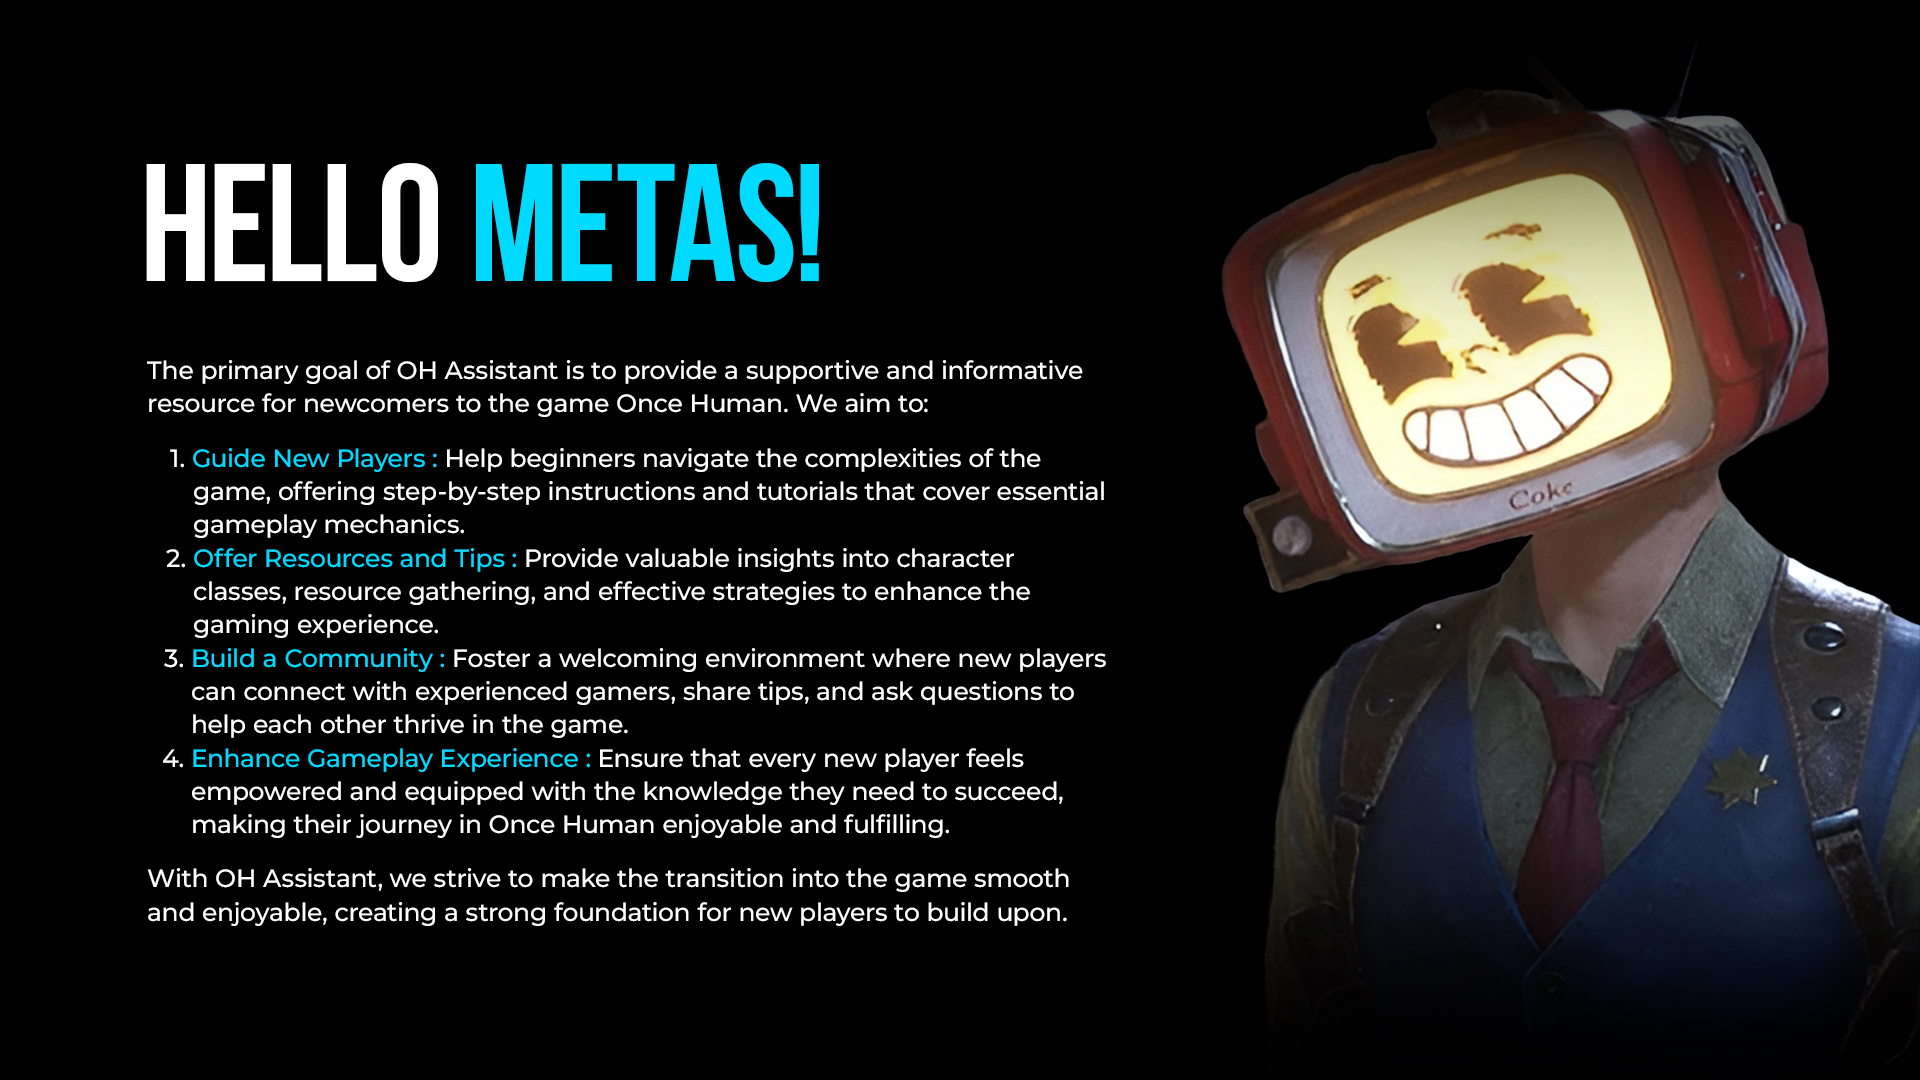 HELLO METAS!
The primary goal of OH Assistant is to provide a supportive and informative
resource for newcomers to the game Once Human. We aim to:
1. Guide New Players : Help beginners navigate the complexities of the
game, offering step-by-step instructions and tutorials that cover essential
gameplay mechanics.
2. Offer Resources and Tips : Provide valuable insights into character
classes, resource gathering, and effective strategies to enhance the
gaming experience.
3. Build a Community : Foster a welcoming environment where new players
can connect with experienced gamers, share tips, and ask questions to
help each other thrive in the game.
4. Enhance Gameplay Experience : Ensure that every new player feels
empowered and equipped with the knowledge they need to succeed,
making their journey in Once Human enjoyable and fulfilling.
With OH Assistant, we strive to make the transition into the game smooth
and enjoyable, creating a strong foundation for new players to build upon.
Coke